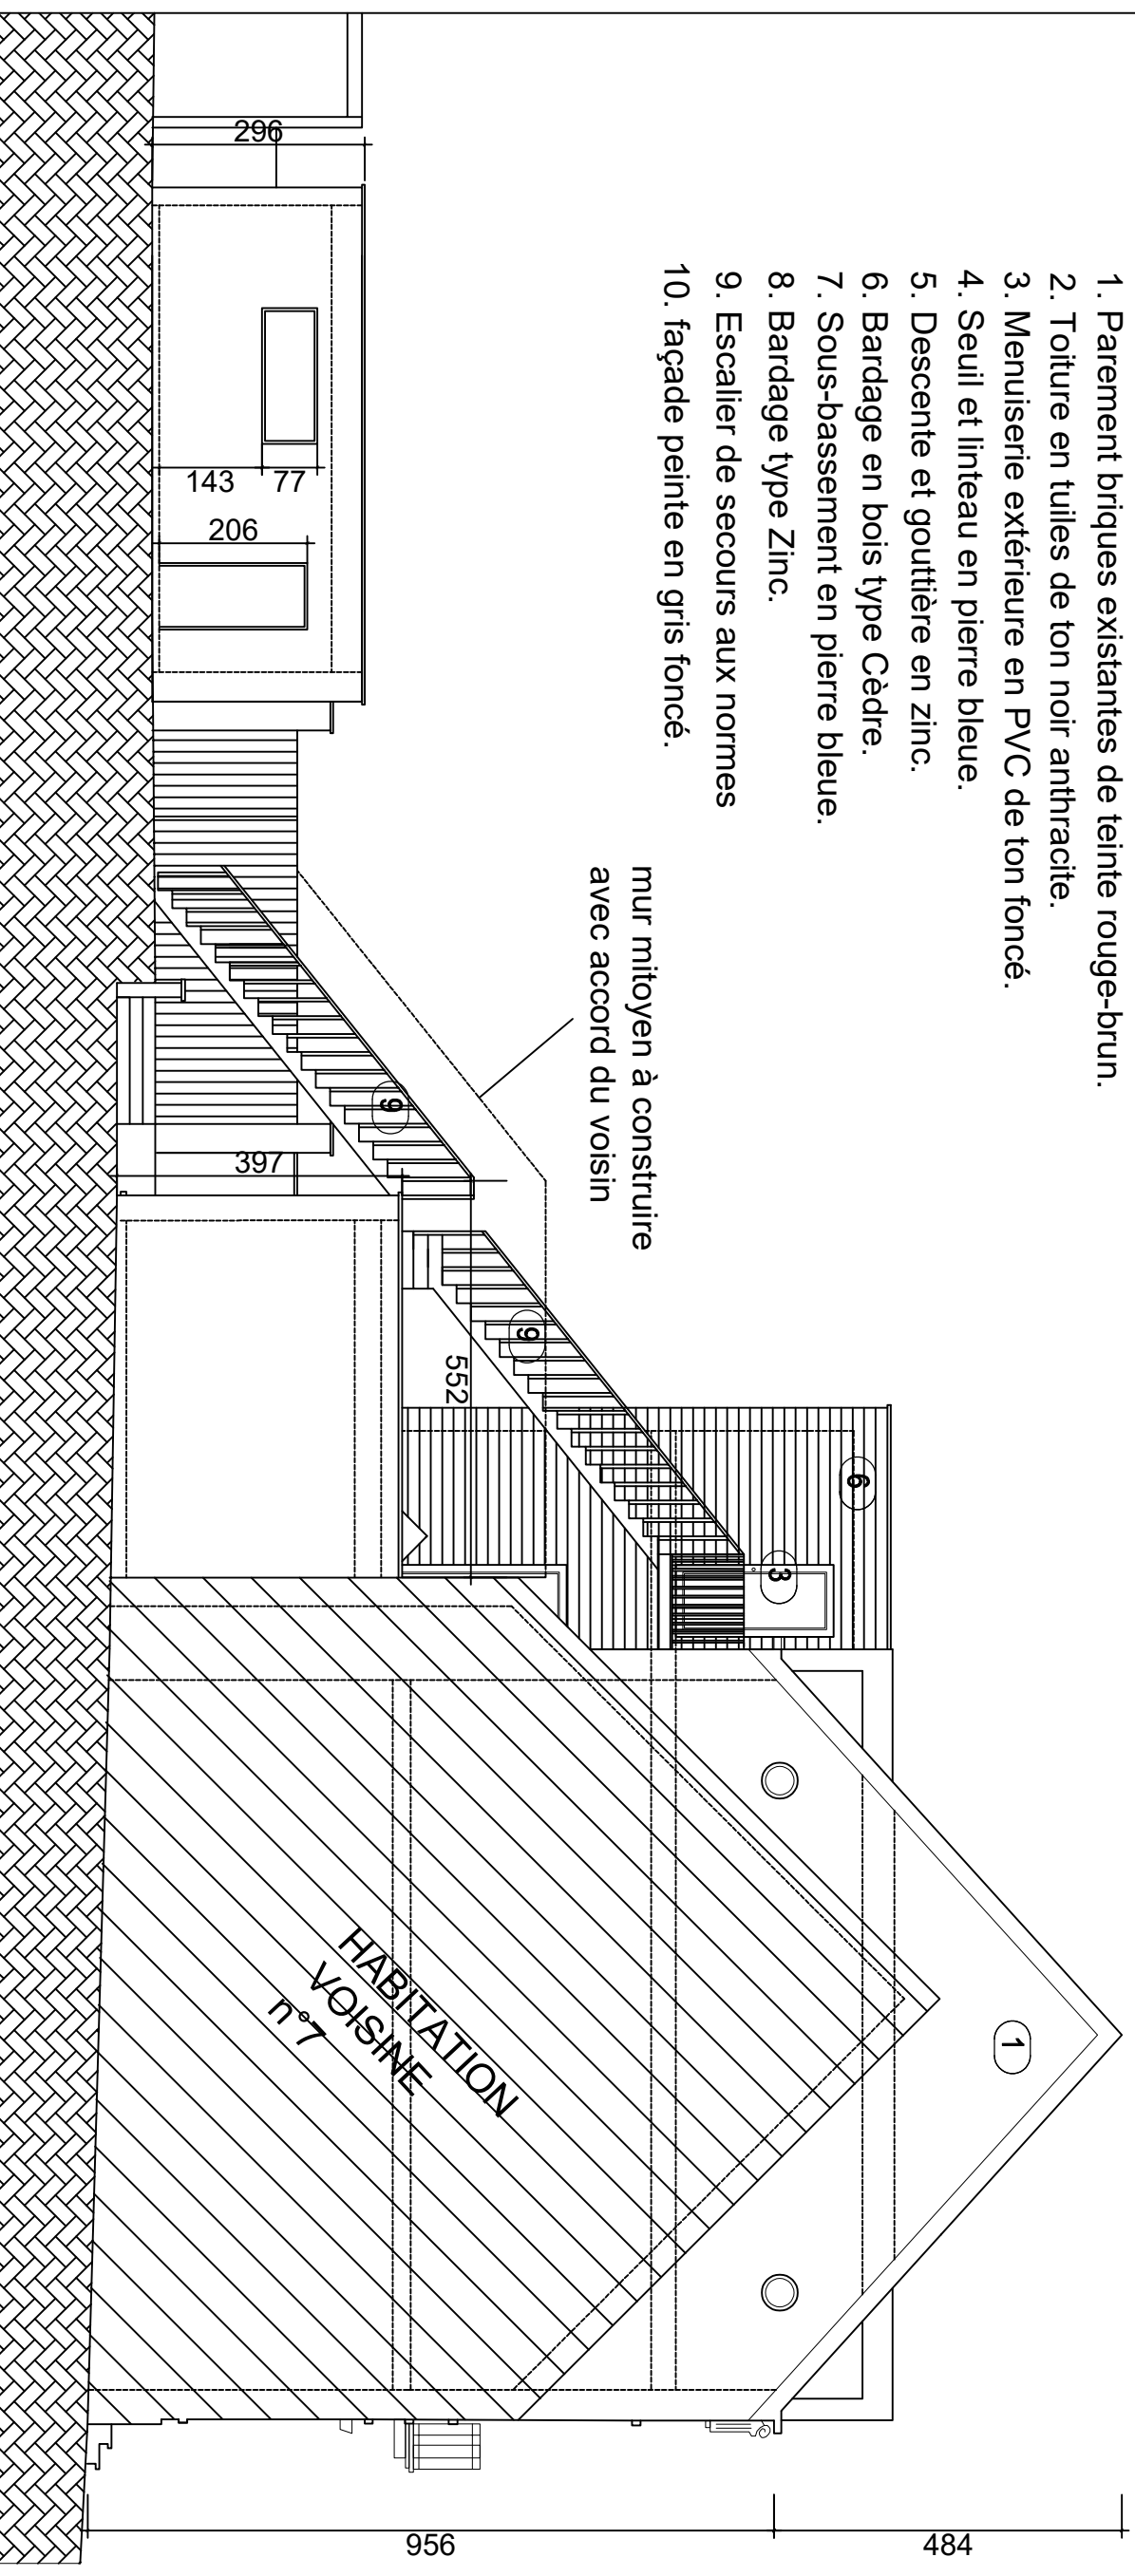 1. Parement briques existantes de teinte rouge-brun.
2. Toiture en tuiles de ton noir anthracite.
3. Menuiserie extérieure en PVC de ton foncé.
4. Seuil et linteau en pierre bleue.
5. Descente et gouttière en zinc.
6. Bardage en bois type Cèdre.
7. Sous-bassement en pierre bleue.
8. Bardage type Zinc.
9. Escalier de secours aux normes
10. façade peinte en gris foncé.
mur mitoyen à construire
avec accord du voisin
296
143
77
206
397
552
9
9
6
3
1
HABITATION
VOISINE
n°7
956
484